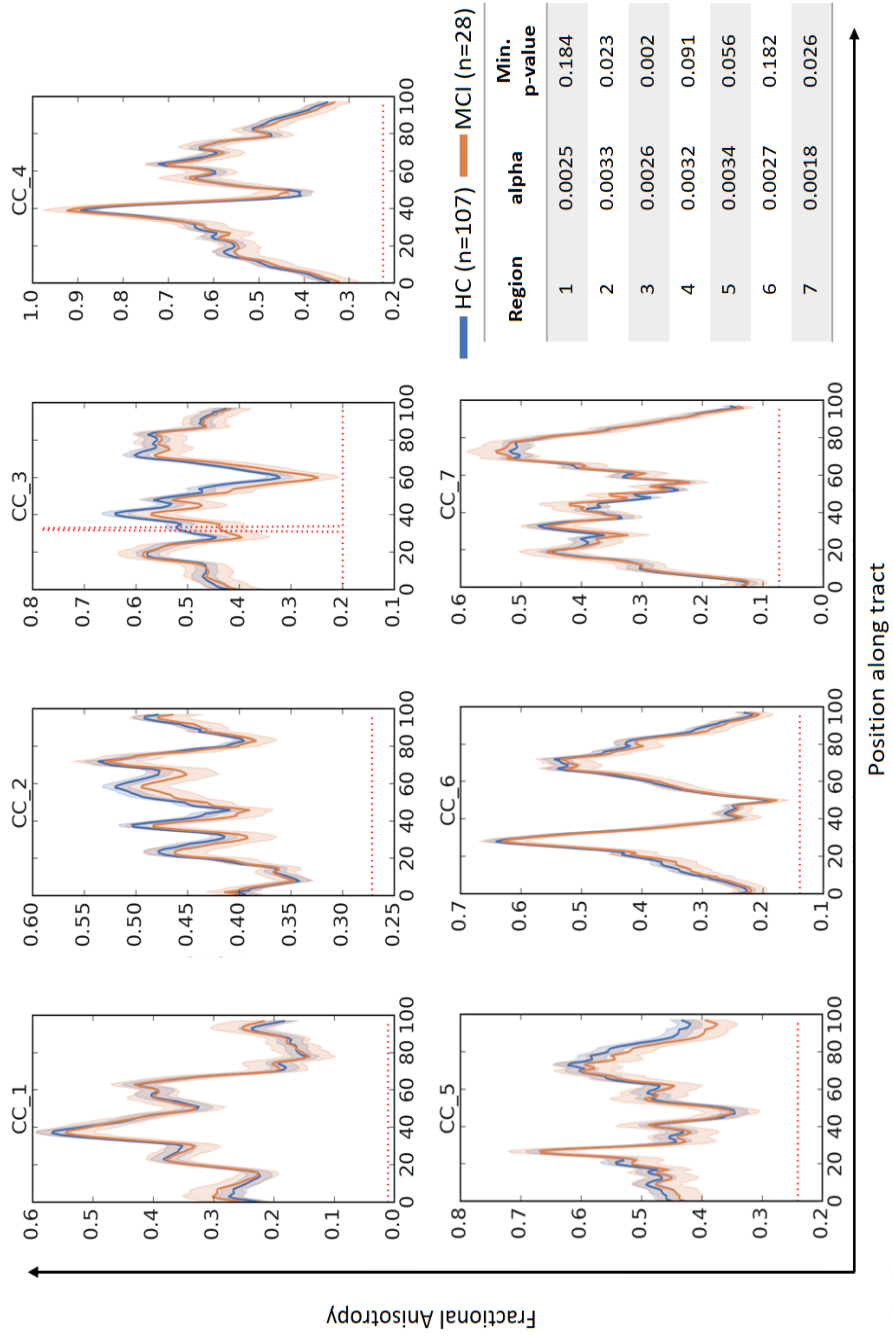 CC_1
0.6
0.5
0.4
0.3
0.2
0.1
0.0
0 20 40 60 80 100
CC_2
0.60
0.55
0.50
0.45
0.40
0.35
0.30
0.25
0 20 40 60 80 100
CC_3
0.8
0.7
0.6
0.5
0.4
0.3
0.2
0.1
0 20 40 60 80 100
CC_4
1.0
0.9
0.8
0.7
0.6
0.5
0.4
0.3
0.2
0 20 40 60 80 100
CC_5
0.8
0.7
0.6
0.5
0.4
0.3
0.2
0 20 40 60 80 100
CC_6
0.7
0.6
0.5
0.4
0.3
0.2
0.1
0 20 40 60 80 100
CC_7
0.6
0.5
0.4
0.3
0.2
0.1
0.0
0 20 40 60 80 100
HC (n=107) MCI (n=28)
Region alpha Min. p-value
1 0.0025 0.184
2 0.0033 0.023
3 0.0026 0.002
4 0.0032 0.091
5 0.0034 0.056
6 0.0027 0.182
7 0.0018 0.026
Fractional Anisotropy
Position along tract